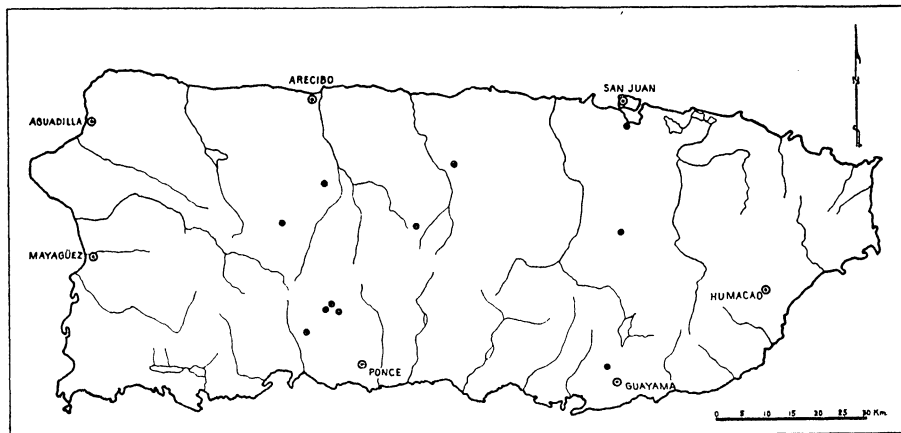 ARECIBO
SAN JUAN
N
AGUADILLA
MAYAGÜEZ
HUMACAO
PONCE
GUAYAMA
0 5 10 15 20 25 30 Km.